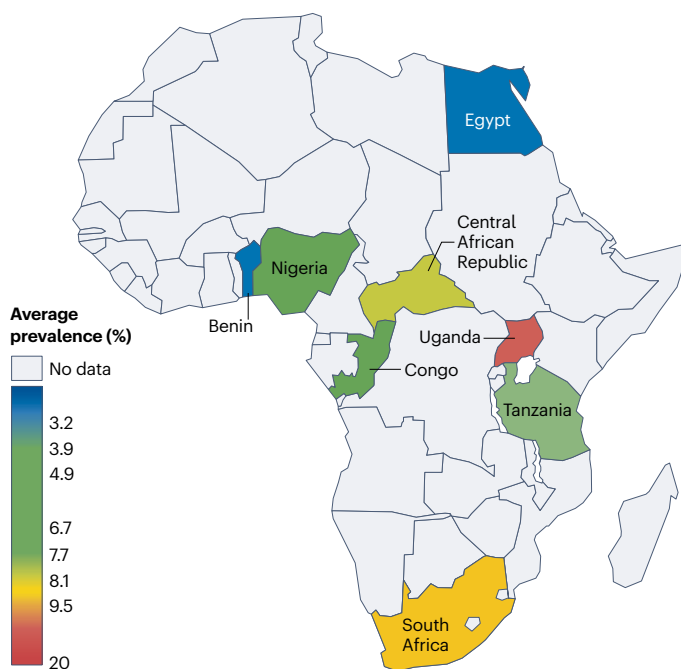 Egypt
Central
African
Republic
Nigeria
Benin
Uganda
Congo
Tanzania
South
Africa
Average
prevalence (%)
No data
3.2
3.9
4.9
6.7
7.7
8.1
9.5
20